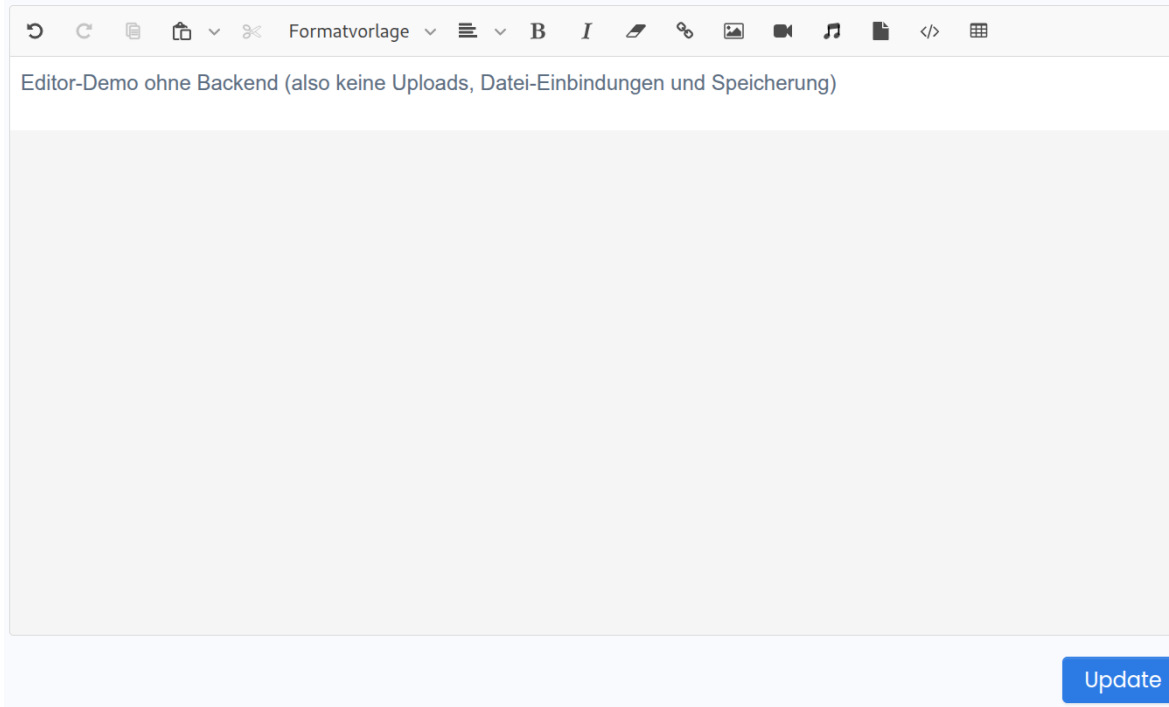 Formatvorlage B I </>
Editor-Demo ohne Backend (also keine Uploads, Datei-Einbindungen und Speicherung)
Update